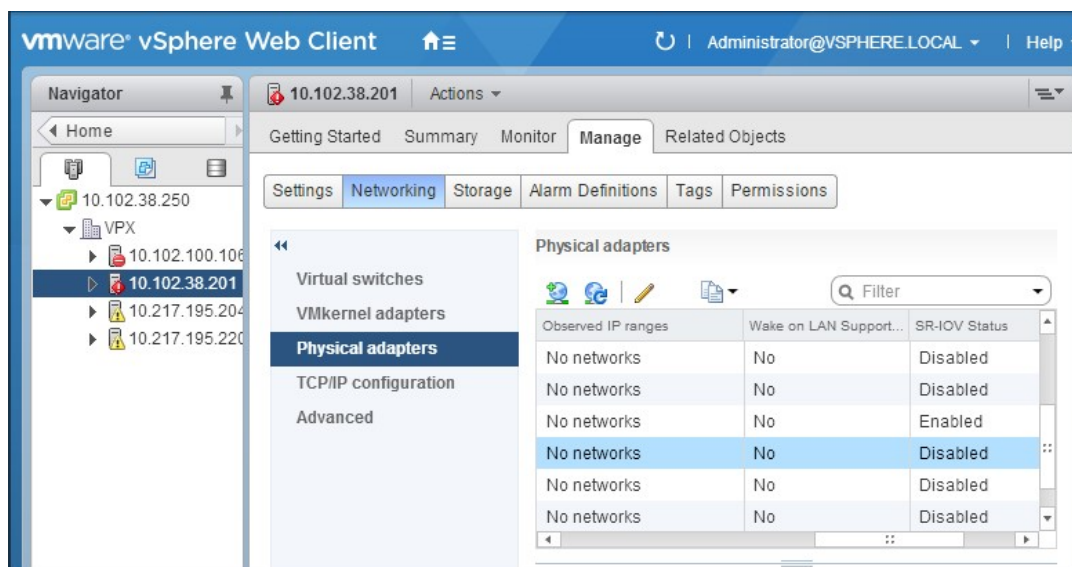 vmware® vSphere Web Client
Administrator@VSPHERE.LOCAL
Help
Navigator
Home
10.102.38.250
VPX
10.102.100.106
10.102.38.201
10.217.195.204
10.217.195.220
10.102.38.201 Actions
Getting Started Summary Monitor Manage Related Objects
Settings Networking Storage Alarm Definitions Tags Permissions
Virtual switches
VMkernel adapters
Physical adapters
TCP/IP configuration
Advanced
Physical adapters
Filter
Observed IP ranges Wake on LAN Support... SR-IOV Status
No networks No Disabled
No networks No Disabled
No networks No Enabled
No networks No Disabled
No networks No Disabled
No networks No Disabled